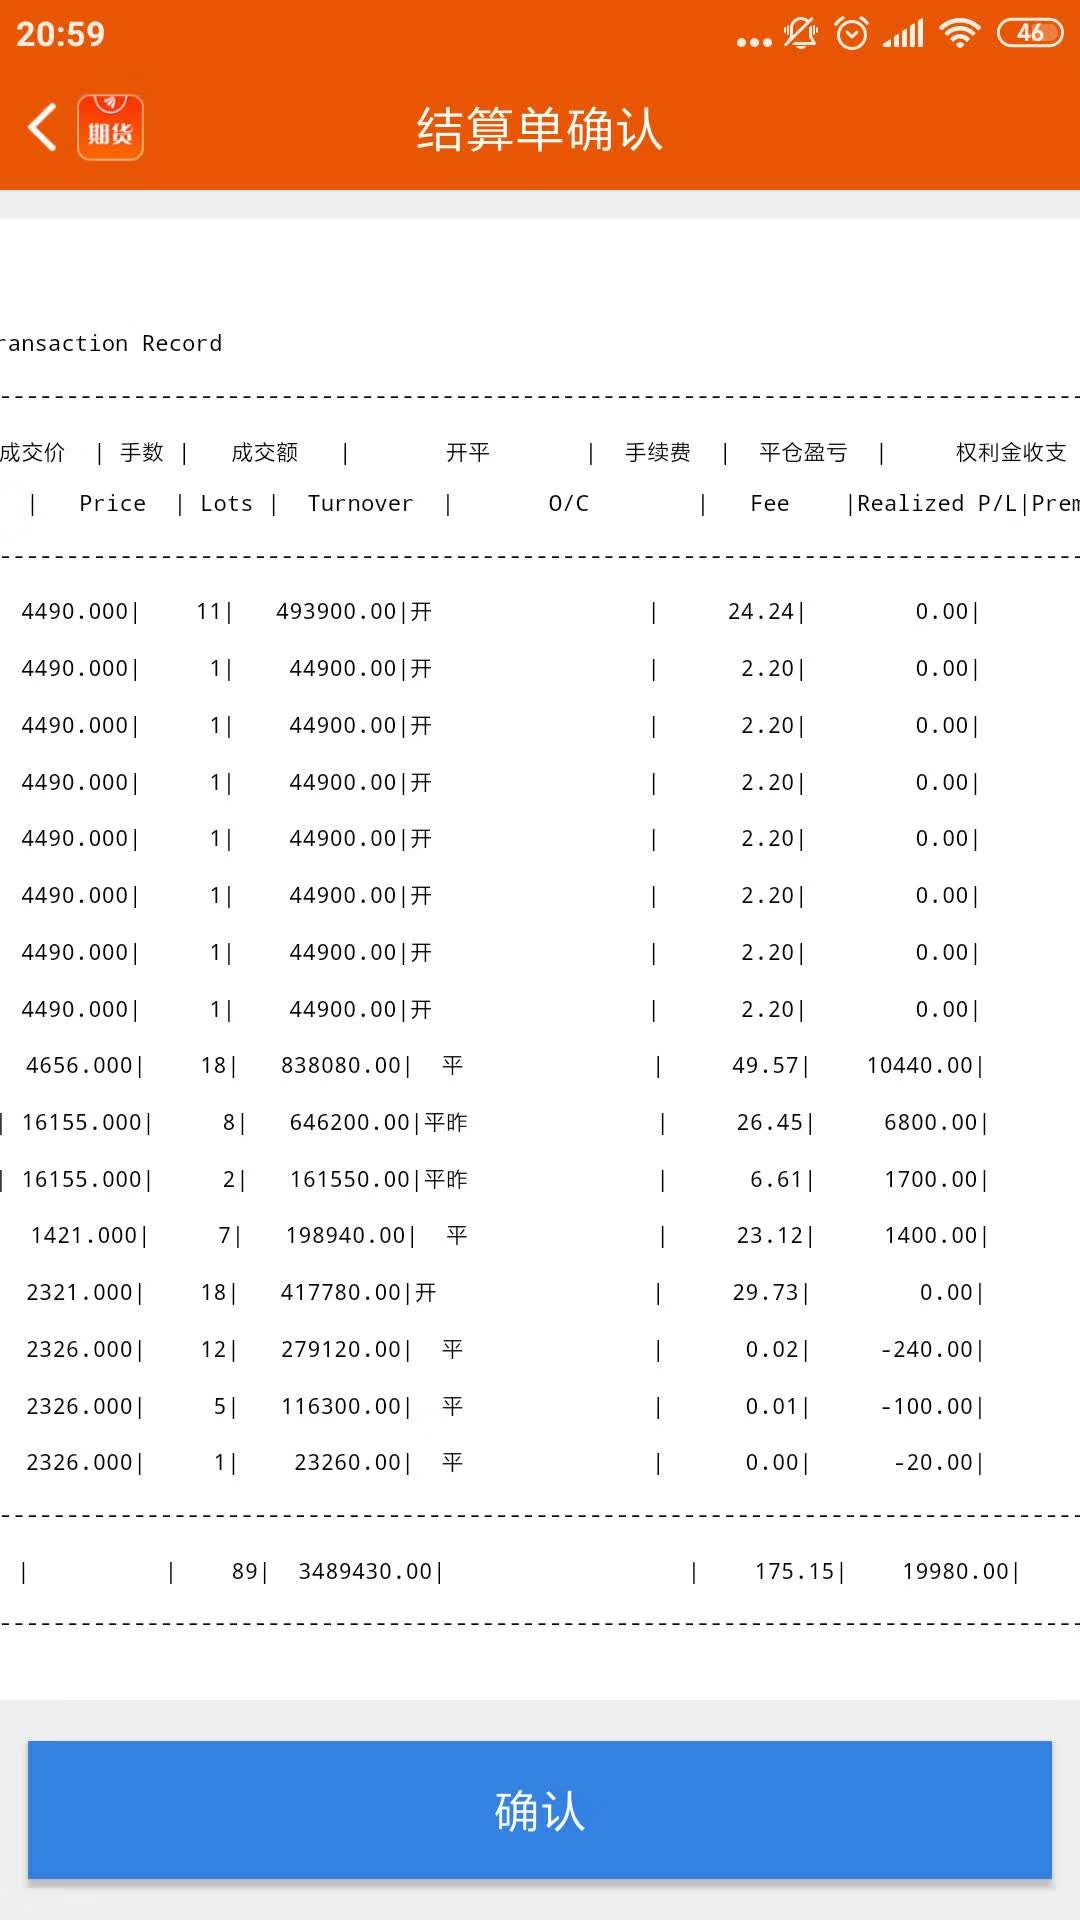 20:59
46
期货
结算单确认
ransaction Record
成交价 | 手数 | 成交额 | 开平 | 手续费 | 平仓盈亏 | 权利金收支
| Price | Lots | Turnover | O/C | Fee |Realized P/L|Prem
4490.000| 11| 493900.00|开 | 24.24| 0.00|
4490.000| 1| 44900.00|开 | 2.20| 0.00|
4490.000| 1| 44900.00|开 | 2.20| 0.00|
4490.000| 1| 44900.00|开 | 2.20| 0.00|
4490.000| 1| 44900.00|开 | 2.20| 0.00|
4490.000| 1| 44900.00|开 | 2.20| 0.00|
4490.000| 1| 44900.00|开 | 2.20| 0.00|
4490.000| 1| 44900.00|开 | 2.20| 0.00|
4656.000| 18| 838080.00| 平 | 49.57| 10440.00|
| 16155.000| 8| 646200.00|平昨 | 26.45| 6800.00|
| 16155.000| 2| 161550.00|平昨 | 6.61| 1700.00|
1421.000| 7| 198940.00| 平 | 23.12| 1400.00|
2321.000| 18| 417780.00|开 | 29.73| 0.00|
2326.000| 12| 279120.00| 平 | 0.02| -240.00|
2326.000| 5| 116300.00| 平 | 0.01| -100.00|
2326.000| 1| 23260.00| 平 | 0.00| -20.00|
| | 89| 3489430.00| | 175.15| 19980.00|
确认